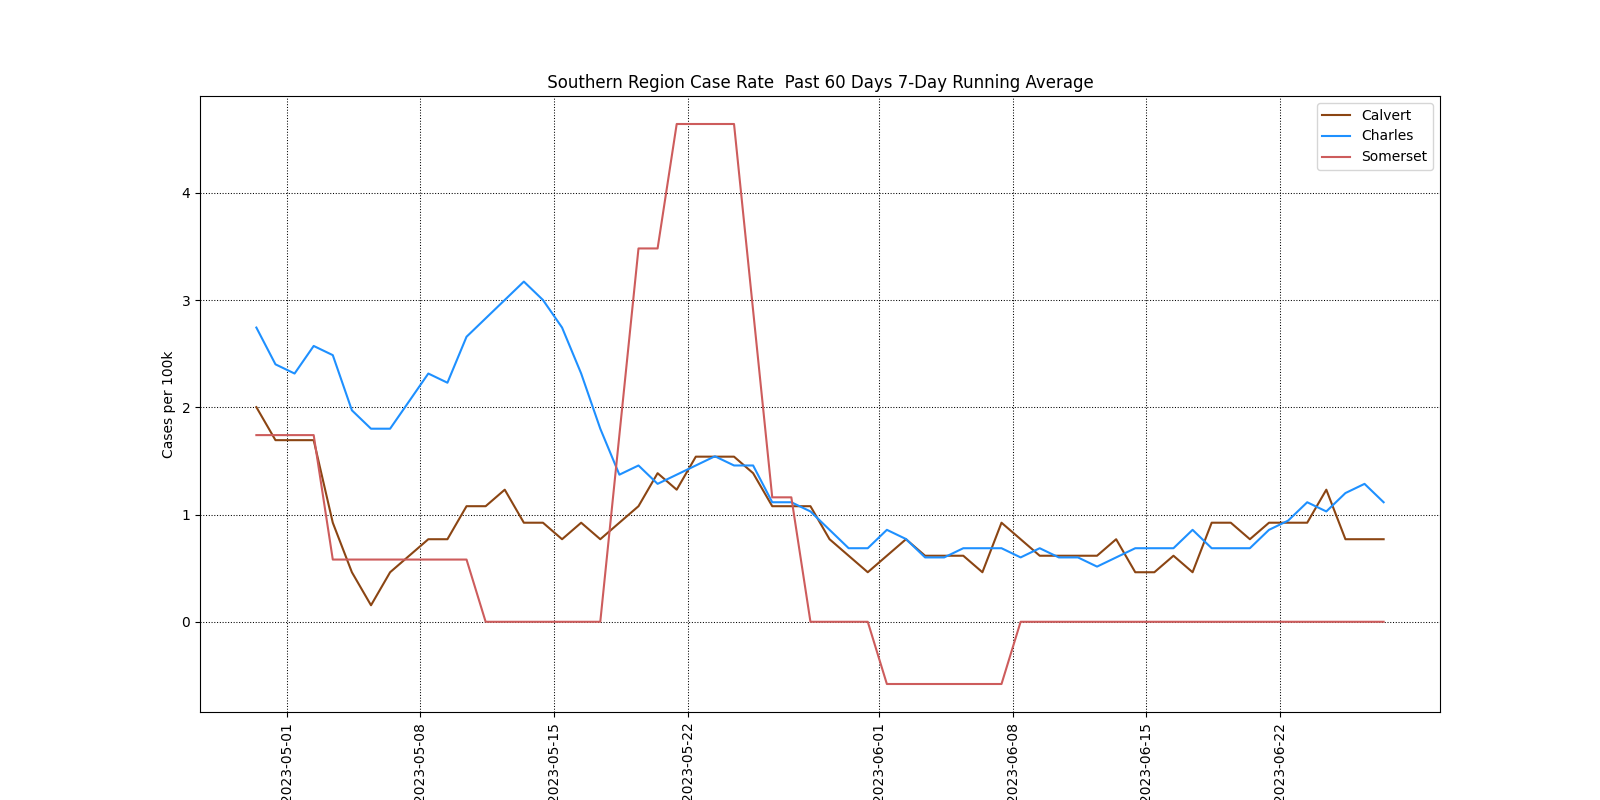 Southern Region Case Rate  Past 60 Days 7-Day Running Average
Calvert
Charles
Somerset
Cases per 100k
4
3
2
1
0
2023-05-01
2023-05-08
2023-05-15
2023-05-22
2023-06-01
2023-06-08
2023-06-15
2023-06-22